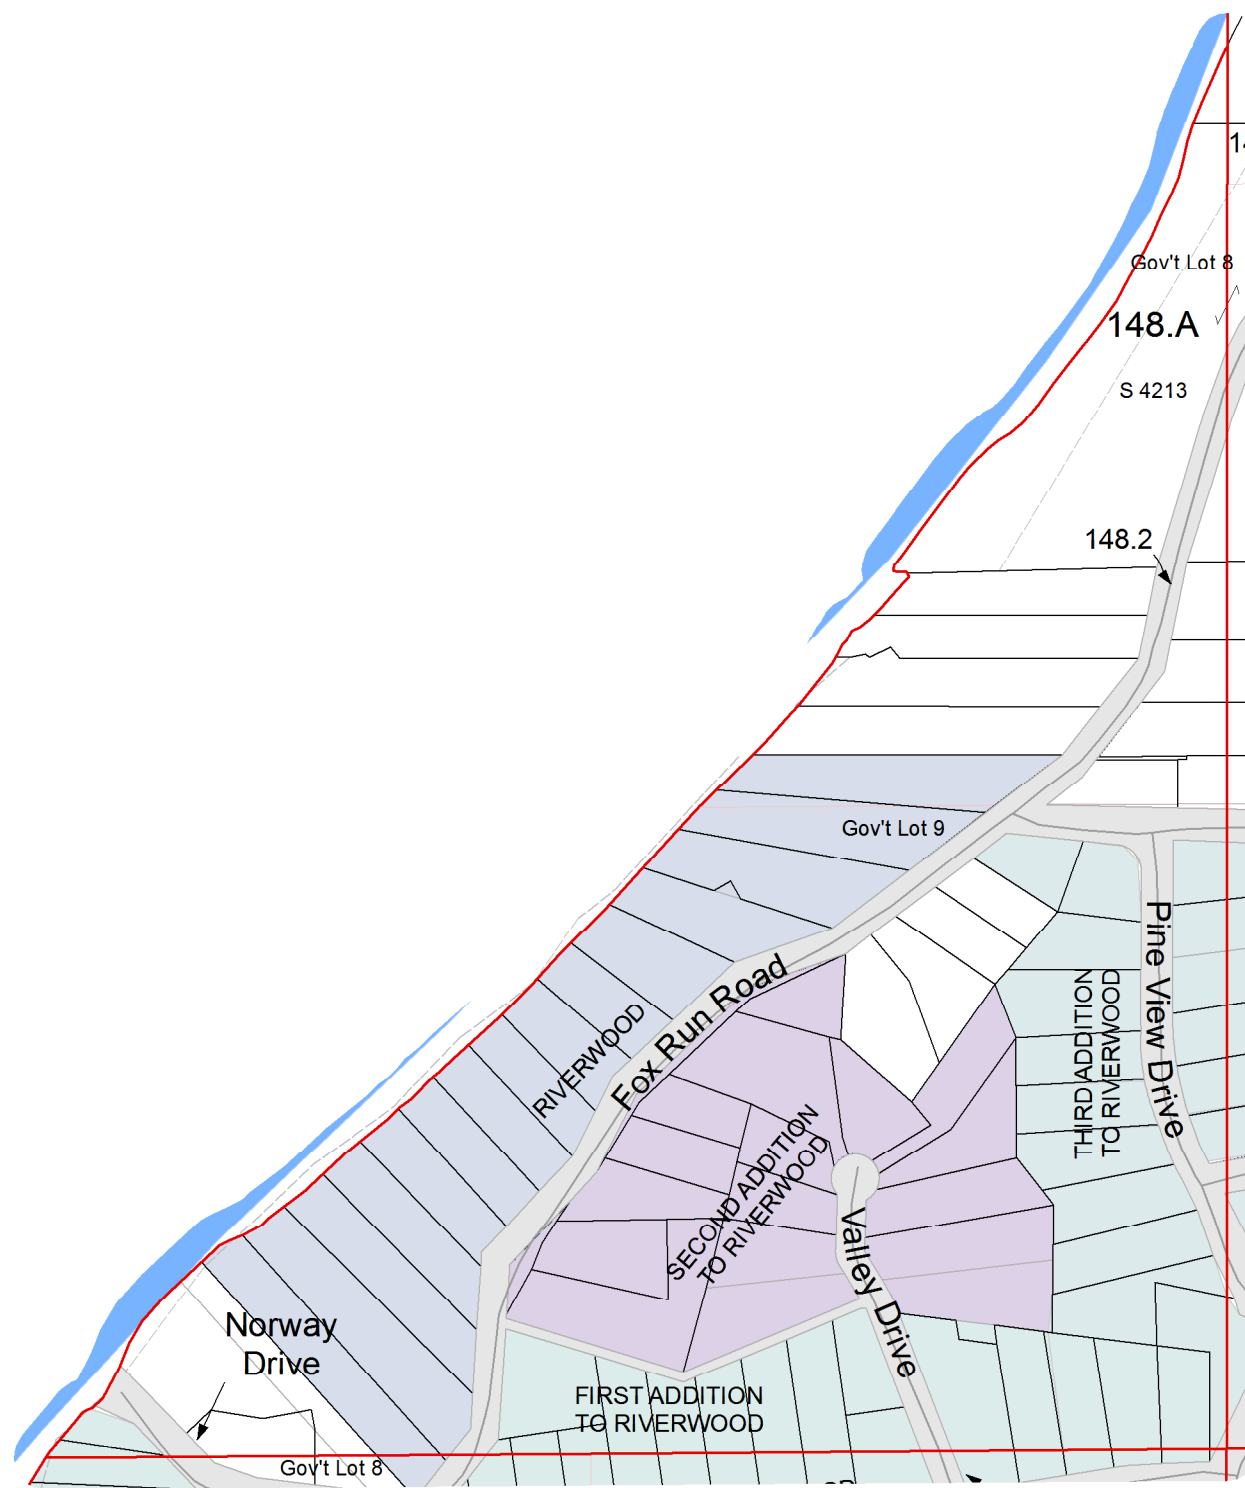 14
Gov't Lot 8
148.A
S 4213
148.2
Gov't Lot 9
RIVERWOOD
Fox Run Road
Pine View Drive
THIRD ADDITION
TO RIVERWOOD
SECOND ADDITION
TO RIVERWOOD
Valley Drive
Norway
Drive
FIRST ADDITION
TO RIVERWOOD
Gov't Lot 8